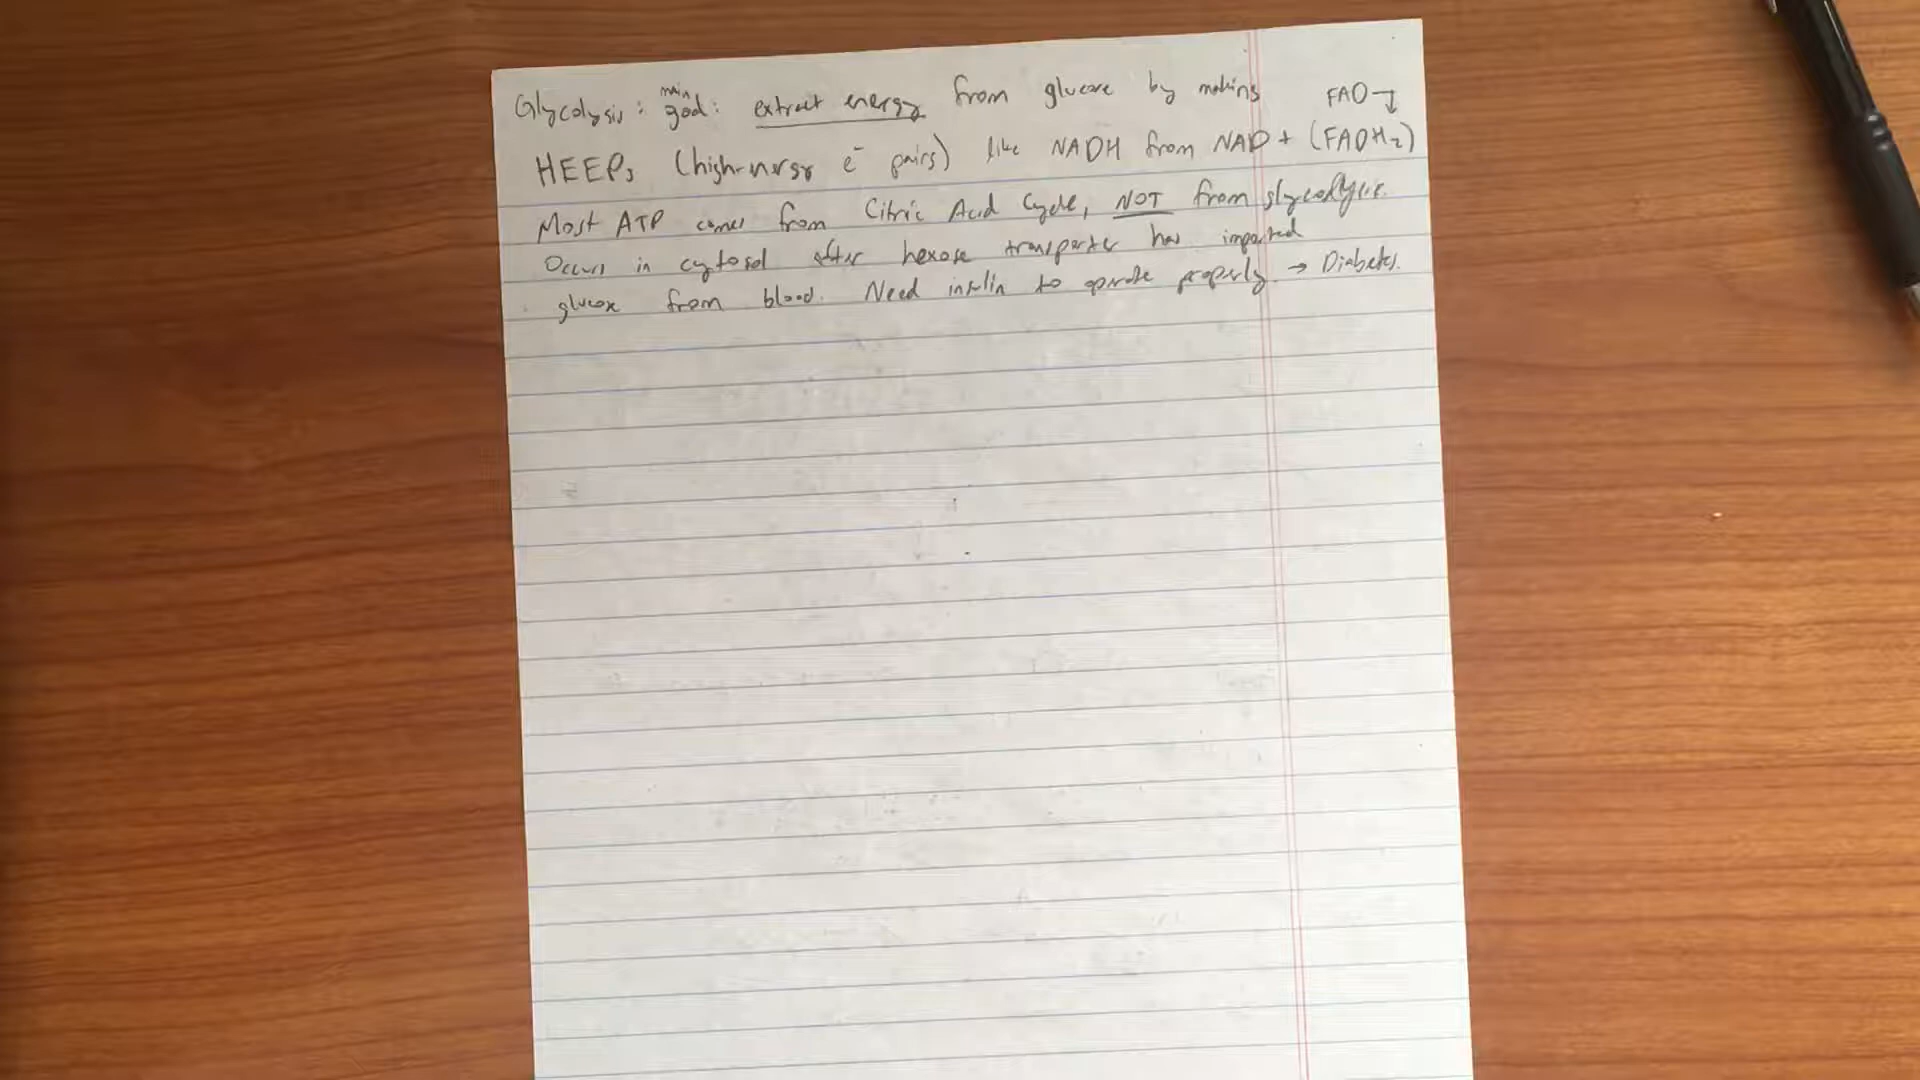 Glycolysis: main goal: extract energy from glucose by making FAD ↴
HEEPs (high-energy e⁻ pairs) like NADH from NAD+ (FADH₂)
Most ATP comes from Citric Acid Cycle, NOT from glycolysis.
Occurs in cytosol after hexose transporter has imported
glucose from blood. Need insulin to operate properly → Diabetes.